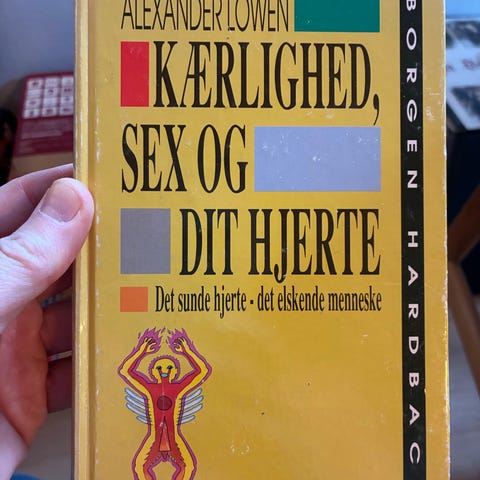 ALEXANDER LOWEN
KÆRLIGHED,
SEX OG
DIT HJERTE
Det sunde hjerte - det elskende menneske
BORGEN HARDBAC